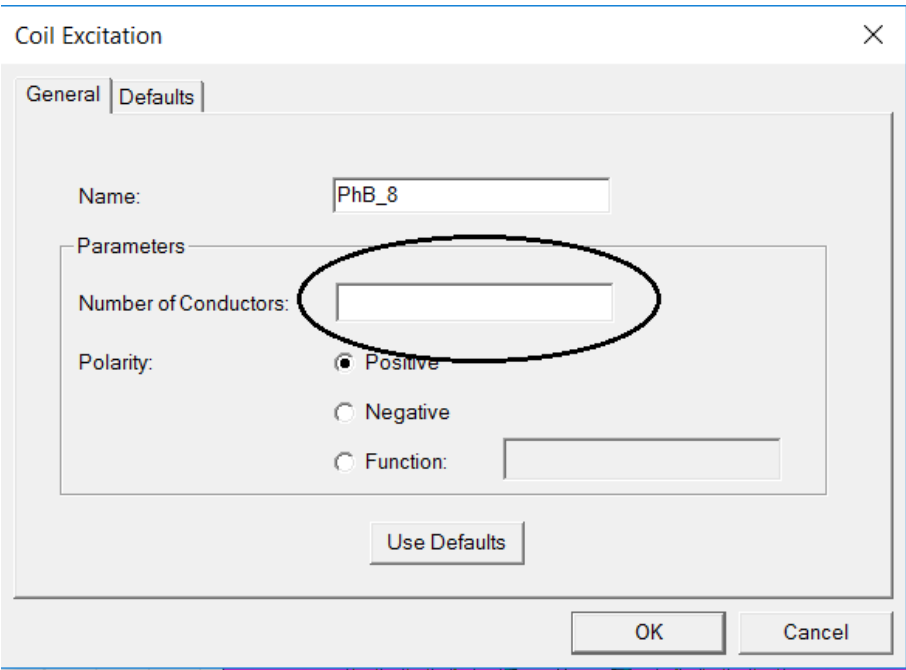 Coil Excitation
General Defaults
Name: PhB_8
Parameters
Number of Conductors:
Polarity: Positive
Negative
Function:
Use Defaults
OK Cancel